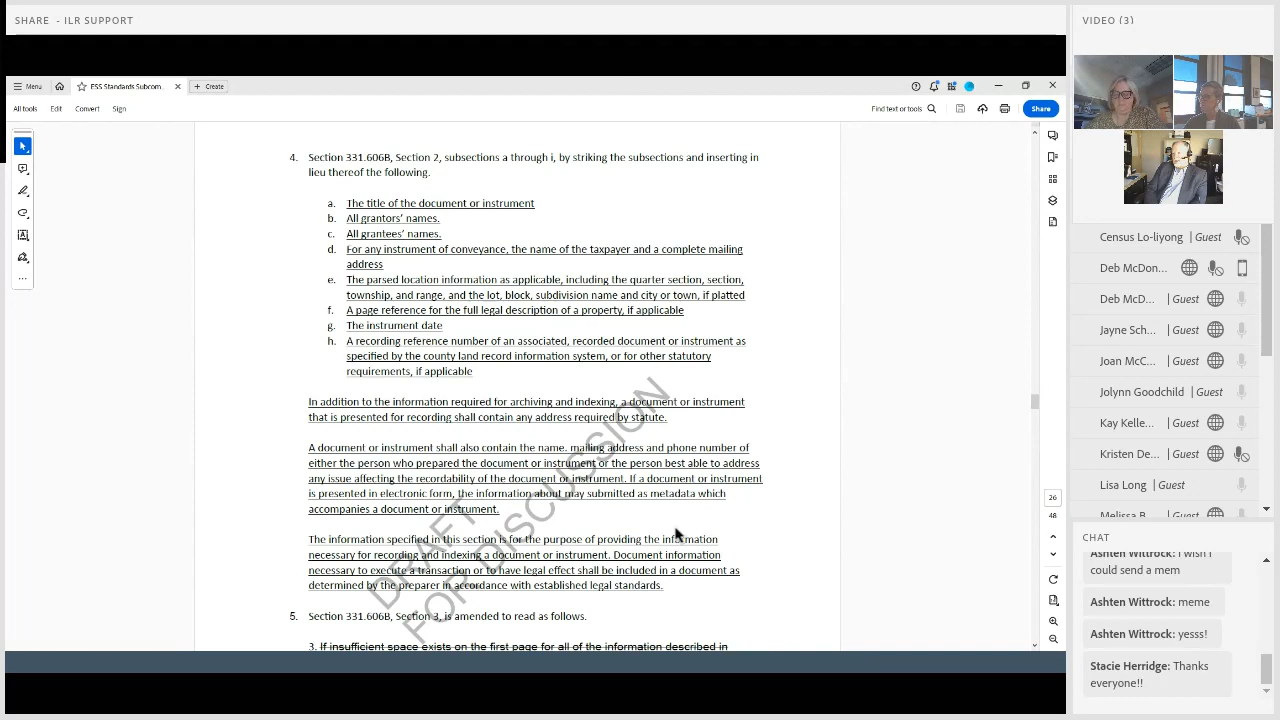 SHARE - ILR SUPPORT
VIDEO (3)
Menu
ESS Standards Subcom...
Create
All tools
Edit
Convert
Sign
Find text or tools
Share
4. Section 331.606B, Section 2, subsections a through i, by striking the subsections and inserting in
lieu thereof the following.
a. The title of the document or instrument
b. All grantors' names.
c. All grantees' names.
d. For any instrument of conveyance, the name of the taxpayer and a complete mailing
address
e. The parsed location information as applicable, including the quarter section, section,
township, and range, and the lot, block, subdivision name and city or town, if platted
f. A page reference for the full legal description of a property, if applicable
g. The instrument date
h. A recording reference number of an associated, recorded document or instrument as
specified by the county land record information system, or for other statutory
requirements, if applicable
In addition to the information required for archiving and indexing, a document or instrument
that is presented for recording shall contain any address required by statute.
A document or instrument shall also contain the name. mailing address and phone number of
either the person who prepared the document or instrument or the person best able to address
any issue affecting the recordability of the document or instrument. If a document or instrument
is presented in electronic form, the information about may submitted as metadata which
accompanies a document or instrument.
The information specified in this section is for the purpose of providing the information
necessary for recording and indexing a document or instrument. Document information
necessary to execute a transaction or to have legal effect shall be included in a document as
determined by the preparer in accordance with established legal standards.
5. Section 331.606B, Section 3, is amended to read as follows.
3. If insufficient space exists on the first page for all of the information described in
DRAFT
FOR DISCUSSION
26
48
Census Lo-liyong | Guest
Deb McDon...
Deb McD... | Guest
Jayne Sch... | Guest
Joan McC... | Guest
Jolynn Goodchild | Guest
Kay Kelle... | Guest
Kristen De... | Guest
Lisa Long | Guest
Melissa B... | Guest
CHAT
Ashten Wittrock: I wish I
could send a mem
Ashten Wittrock: meme
Ashten Wittrock: yesss!
Stacie Herridge: Thanks
everyone!!